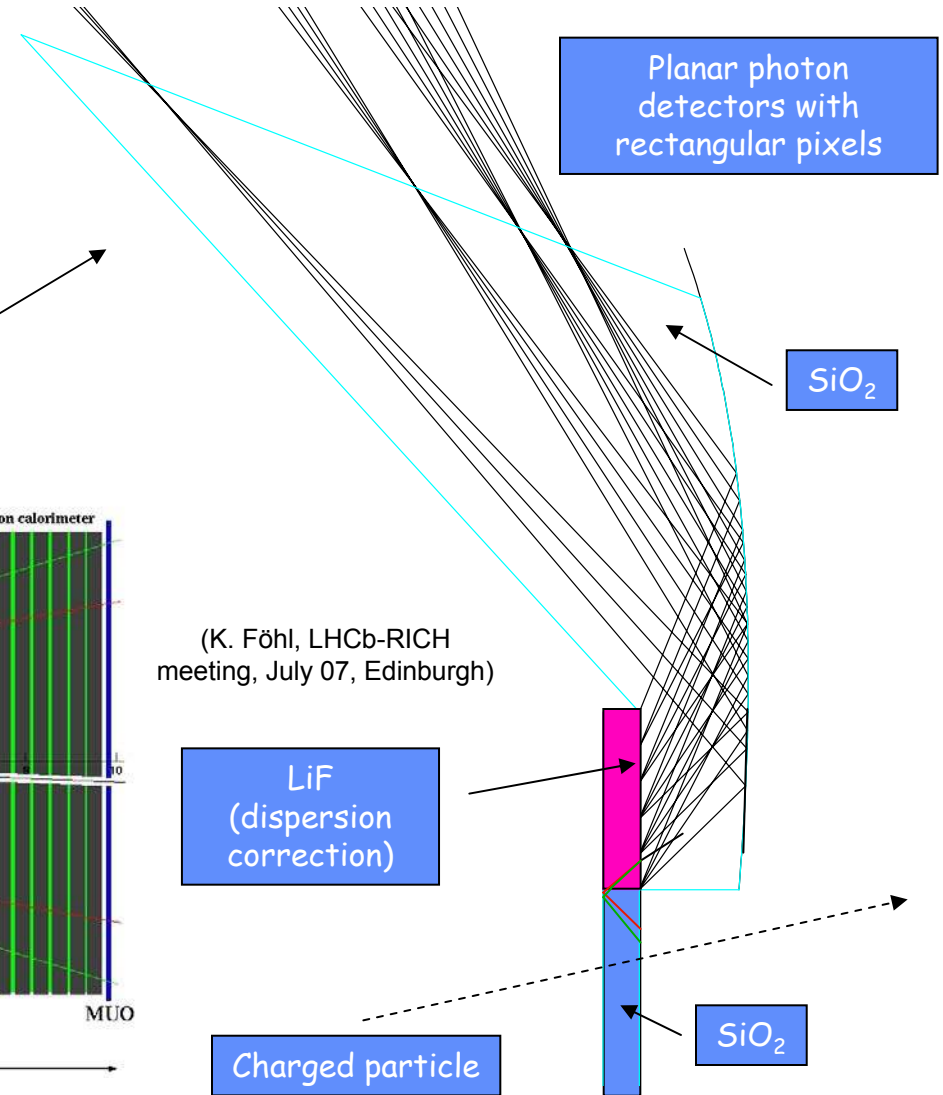 Planar photon
detectors with
rectangular pixels
SiO2
on calorimeter
(K. Föhl, LHCb-RICH
meeting, July 07, Edinburgh)
10
LiF
(dispersion
correction)
MUO
SiO2
Charged particle